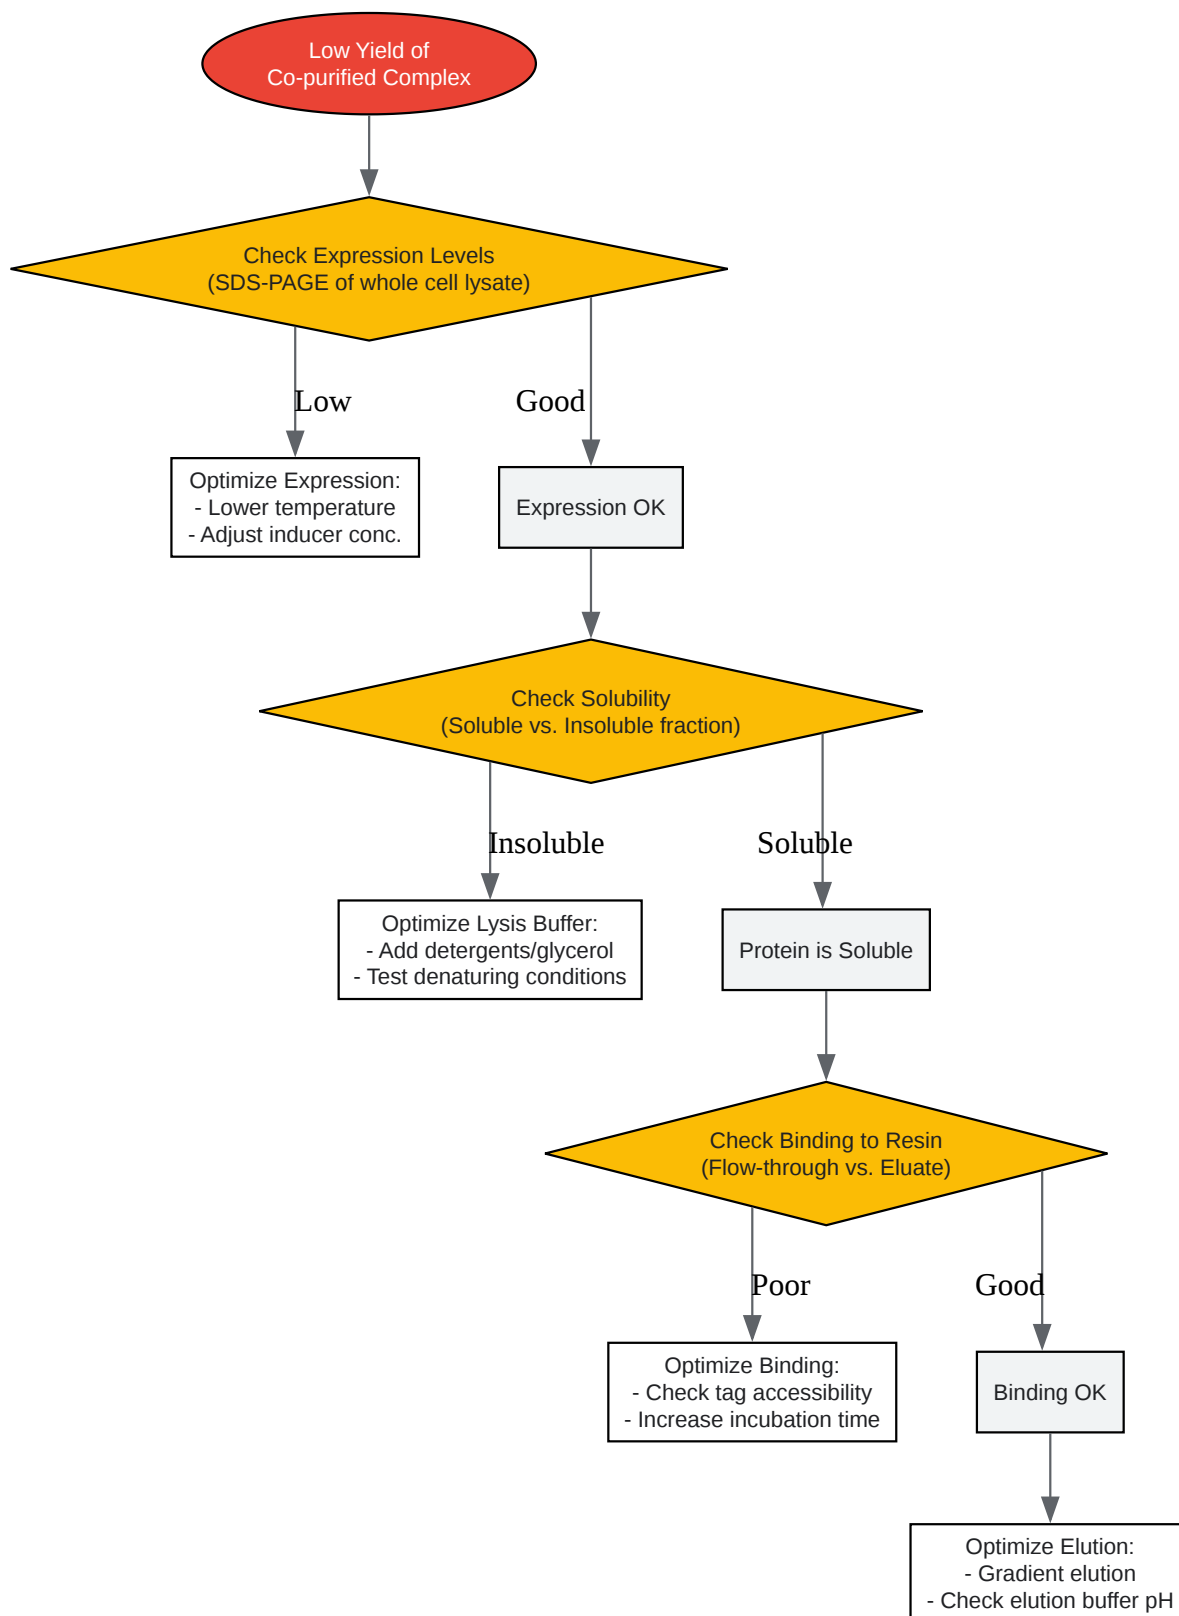 Low Yield of
Co-purified Complex
Check Expression Levels
(SDS-PAGE of whole cell lysate)
Low
Good
Optimize Expression:
- Lower temperature
- Adjust inducer conc.
Expression OK
Check Solubility
(Soluble vs. Insoluble fraction)
Insoluble
Soluble
Optimize Lysis Buffer:
- Add detergents/glycerol
- Test denaturing conditions
Protein is Soluble
Check Binding to Resin
(Flow-through vs. Eluate)
Poor
Good
Optimize Binding:
- Check tag accessibility
- Increase incubation time
Binding OK
Optimize Elution:
- Gradient elution
- Check elution buffer pH